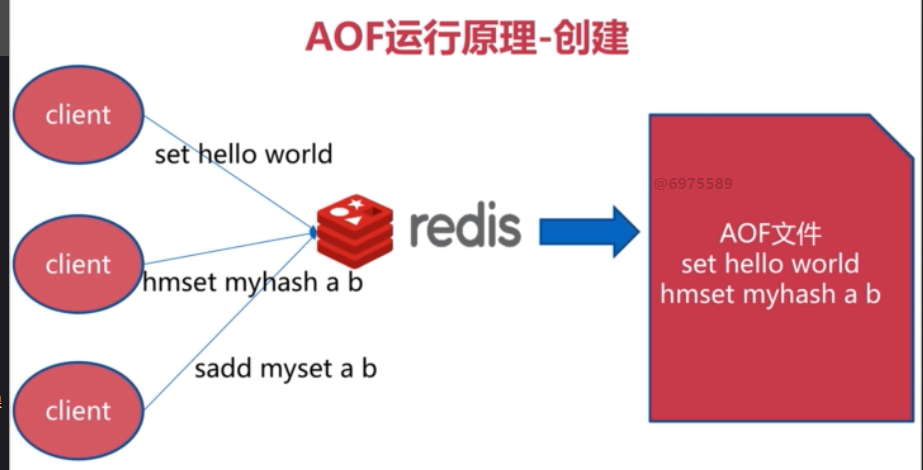 AOF运行原理-创建
client
set hello world
client
hmset myhash a b
client
sadd myset a b
redis
@6975589
AOF文件
set hello world
hmset myhash a b